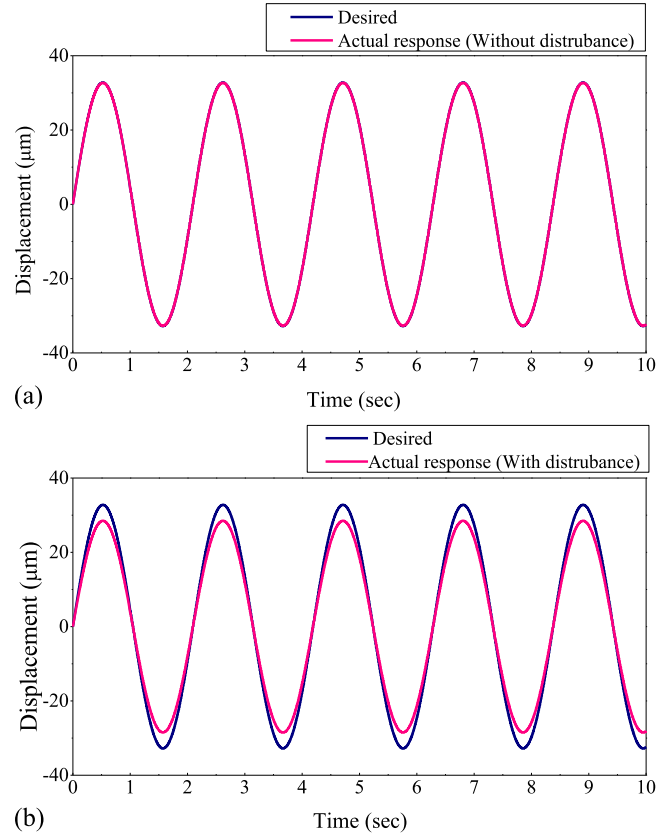 Desired
Actual response (Without distrubance)
40
20
0
-20
-40
Displacement (μm)
0 1 2 3 4 5 6 7 8 9 10
Time (sec)
(a)
Desired
Actual response (With distrubance)
40
20
0
-20
-40
Displacement (μm)
0 1 2 3 4 5 6 7 8 9 10
Time (sec)
(b)